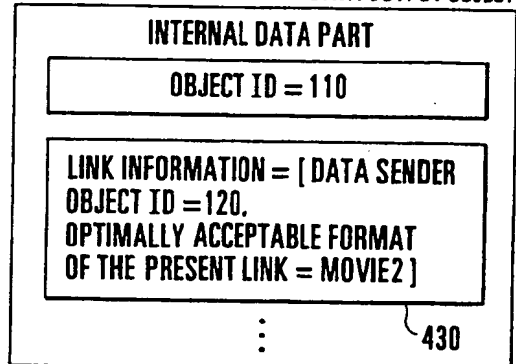 INTERNAL DATA PART
OBJECT ID = 110
LINK INFORMATION = [ DATA SENDER
OBJECT ID = 120,
OPTIMALLY ACCEPTABLE FORMAT
OF THE PRESENT LINK = MOVIE2 ]
430